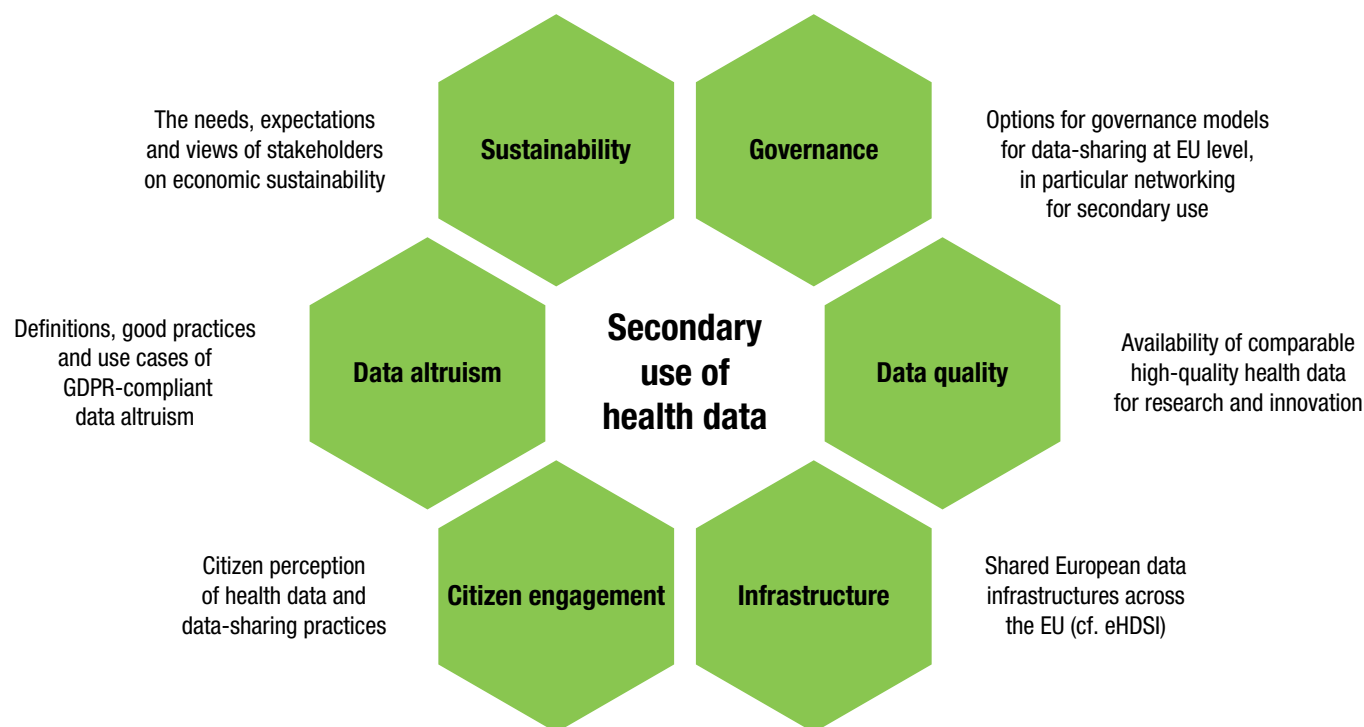 The needs, expectations
and views of stakeholders
on economic sustainability
Sustainability
Governance
Options for governance models
for data-sharing at EU level,
in particular networking
for secondary use
Definitions, good practices
and use cases of
GDPR-compliant
data altruism
Data altruism
Secondary
use of
health data
Data quality
Availability of comparable
high-quality health data
for research and innovation
Citizen perception
of health data and
data-sharing practices
Citizen engagement
Infrastructure
Shared European data
infrastructures across
the EU (cf. eHDSI)